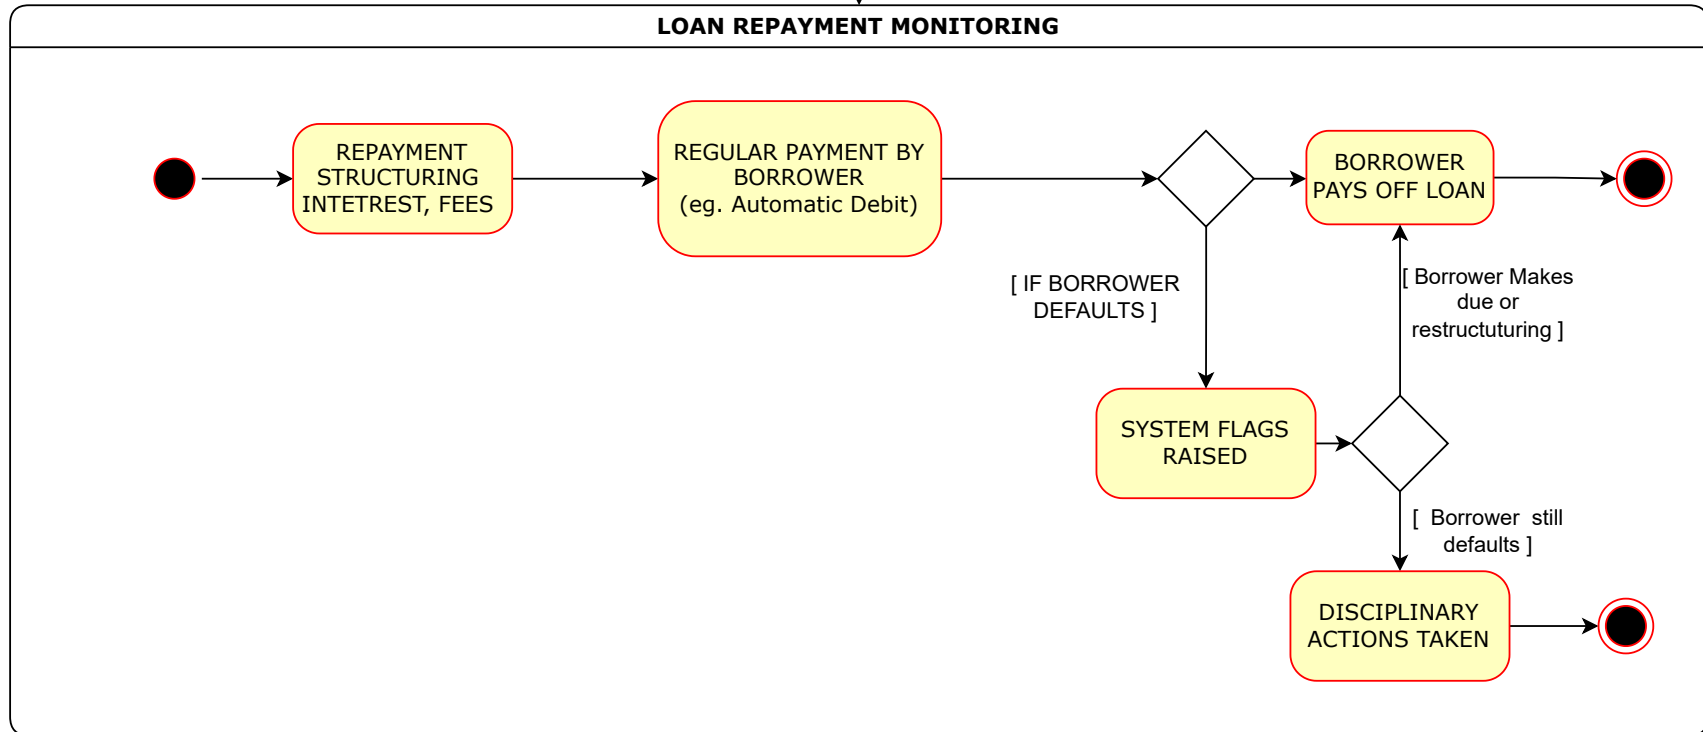 LOAN REPAYMENT MONITORING
REPAYMENT
STRUCTURING
INTETREST, FEES
REGULAR PAYMENT BY
BORROWER
(eg. Automatic Debit)
BORROWER
PAYS OFF LOAN
[ IF BORROWER
DEFAULTS ]
[ Borrower Makes
due or
restructuturing ]
SYSTEM FLAGS
RAISED
[ Borrower still
defaults ]
DISCIPLINARY
ACTIONS TAKEN